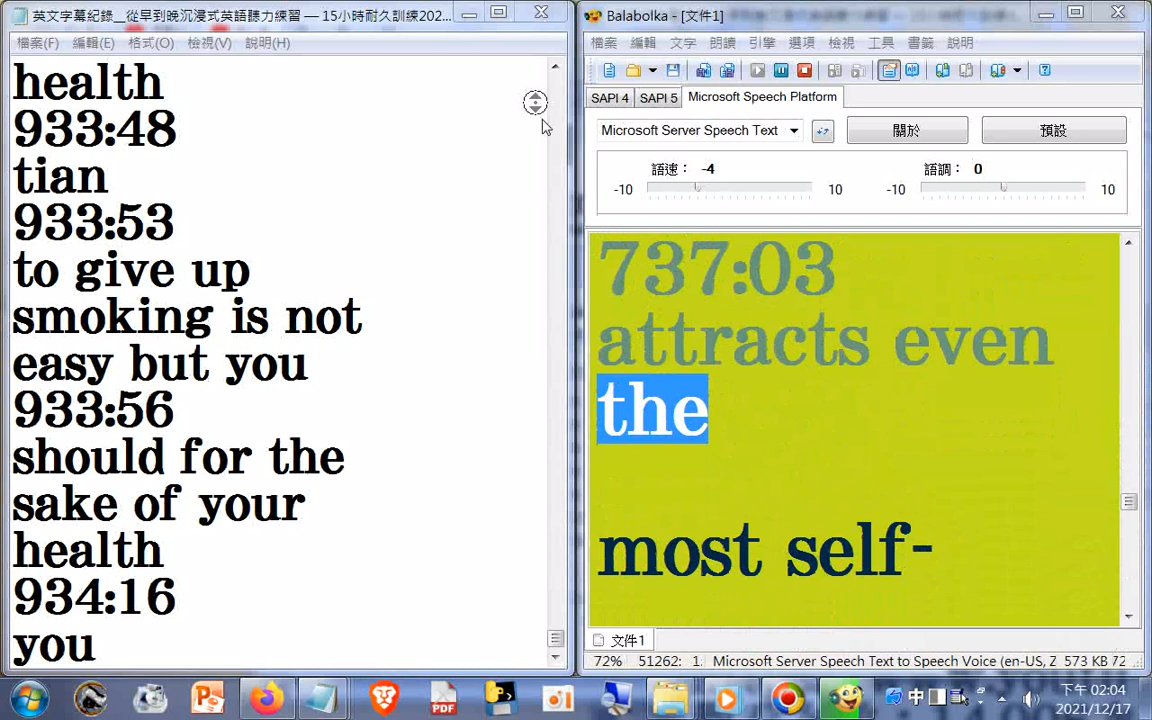 英文字幕紀錄__從早到晚沉浸式英語聽力練習 — 15小時耐久訓練202...
檔案(F) 編輯(E) 格式(O) 檢視(V) 說明(H)
health
933:48
tian
933:53
to give up
smoking is not
easy but you
933:56
should for the
sake of your
health
934:16
you
Balabolka - [文件1]
檔案 編輯 文字 朗讀 引擎 選項 檢視 工具 書籤 說明
SAPI 4 SAPI 5 Microsoft Speech Platform
Microsoft Server Speech Text 關於 預設
語速： -4 語調： 0
-10 10 -10 10
737:03
attracts even
the
most self-
文件1
72% 51262: 1. Microsoft Server Speech Text to Speech Voice (en-US, Z 573 KB 72
PDF
中
下午 02:04
2021/12/17